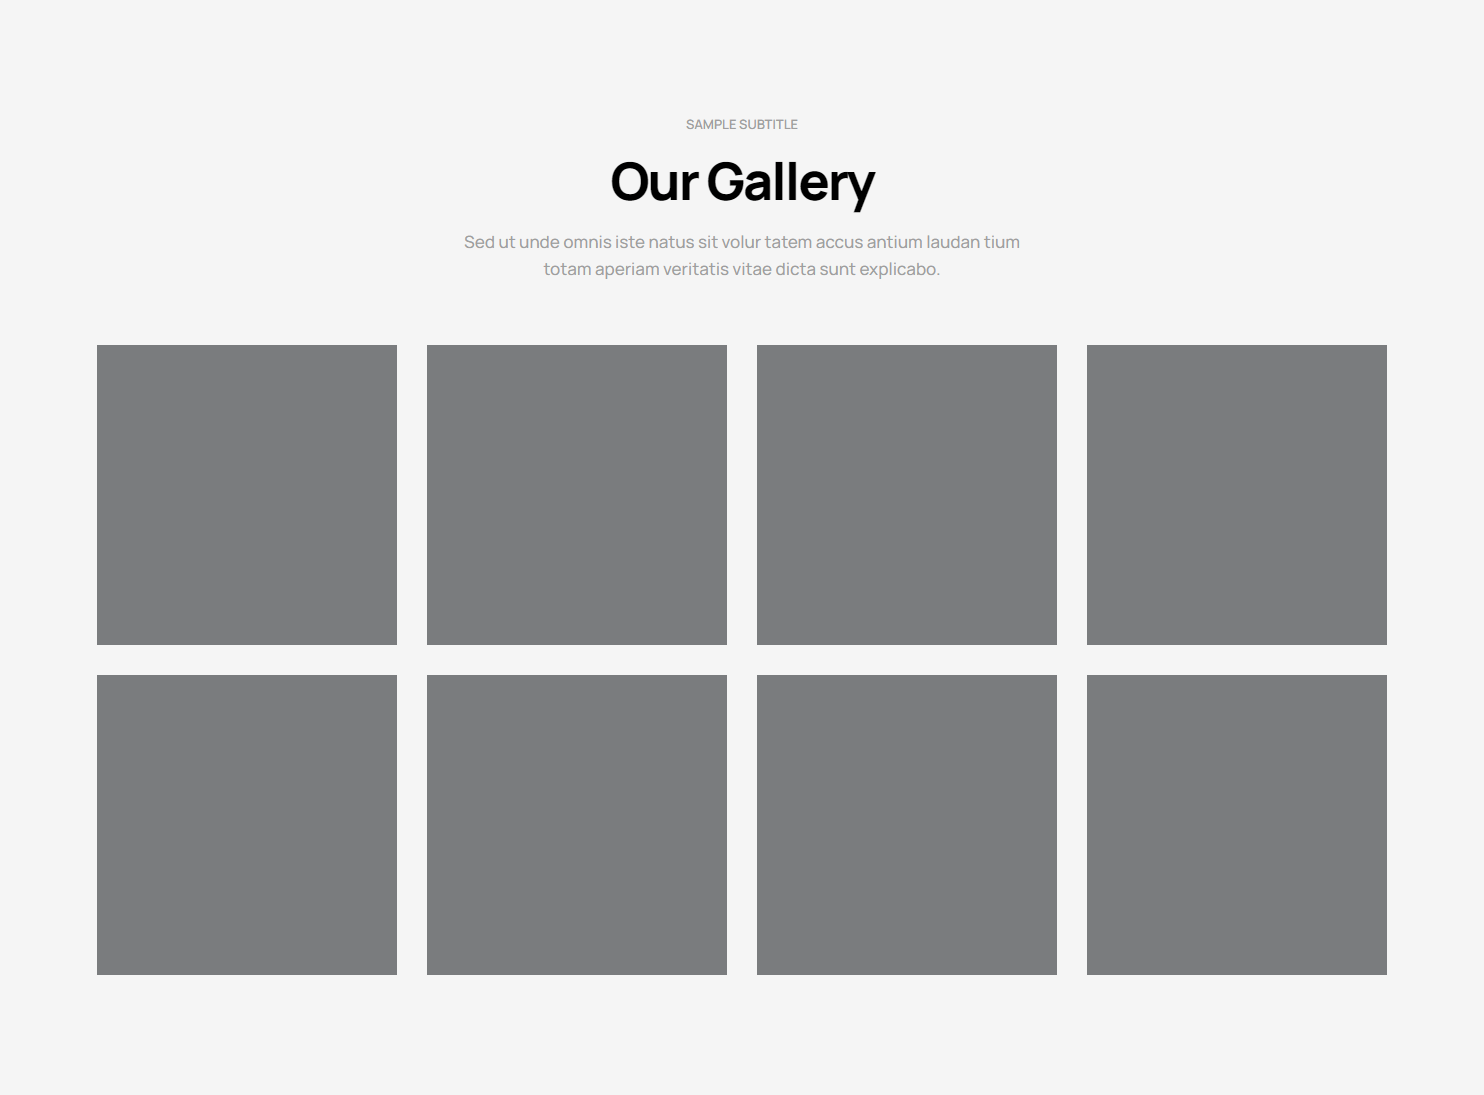 SAMPLE SUBTITLE
Our Gallery
Sed ut unde omnis iste natus sit volur tatem accus antium laudan tium
totam aperiam veritatis vitae dicta sunt explicabo.